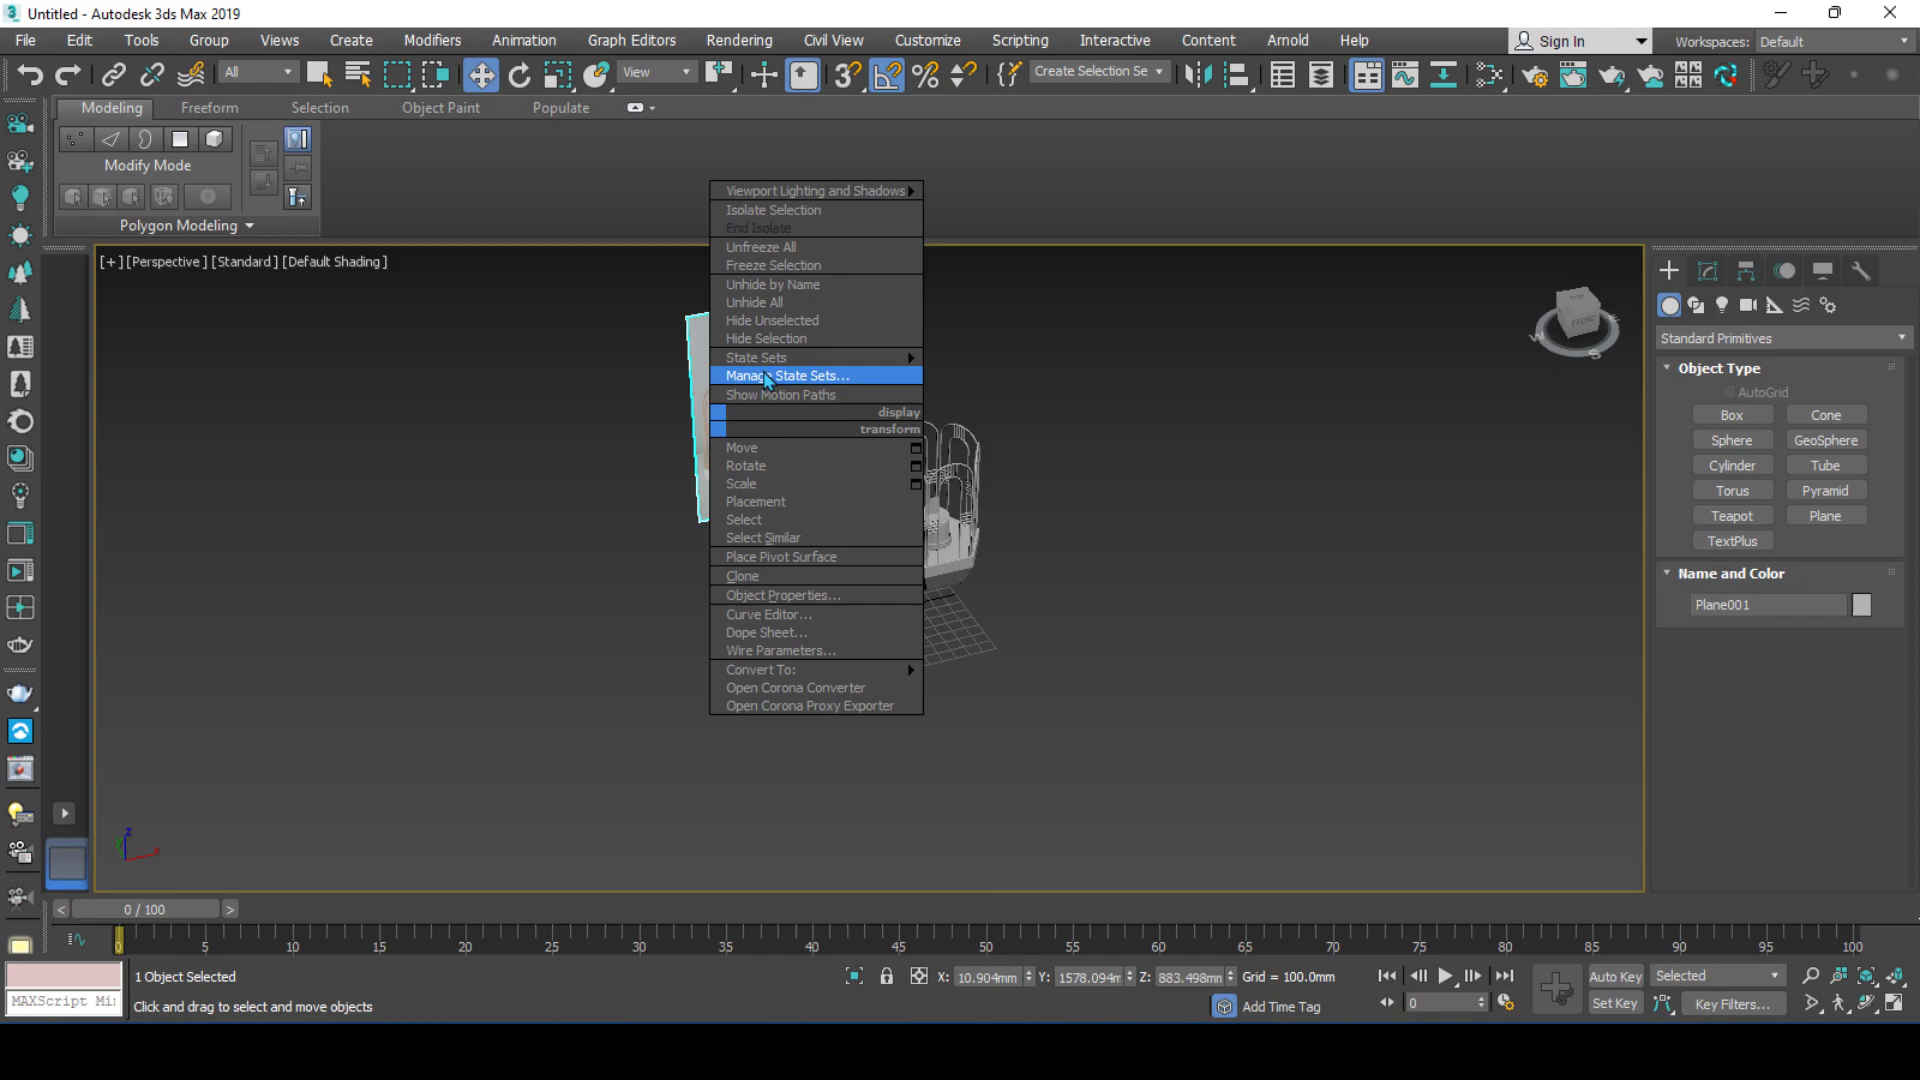 Untitled - Autodesk 3ds Max 2019
File Edit Tools Group Views Create Modifiers Animation Graph Editors Rendering Civil View Customize Scripting Interactive Content Arnold Help Sign In Workspaces: Default
All View 3 Create Selection Se
Modeling Freeform Selection Object Paint Populate
Modify Mode
Polygon Modeling
[+] [Perspective] [Standard] [Default Shading]
Viewport Lighting and Shadows
Isolate Selection
End Isolate
Unfreeze All
Freeze Selection
Unhide by Name
Unhide All
Hide Unselected
Hide Selection
State Sets
Manage State Sets...
Show Motion Paths
display
transform
Move
Rotate
Scale
Placement
Select
Select Similar
Place Pivot Surface
Clone
Object Properties...
Curve Editor...
Dope Sheet...
Wire Parameters...
Convert To:
Open Corona Converter
Open Corona Proxy Exporter
FRONT
W S
Standard Primitives
Object Type
AutoGrid
Box Cone
Sphere GeoSphere
Cylinder Tube
Torus Pyramid
Teapot Plane
TextPlus
Name and Color
Plane001
z
x
< 0 / 100 >
0 5 10 15 20 25 30 35 40 45 50 55 60 65 70 75 80 85 90 95 100
1 Object Selected X: 10.904mm Y: 1578.094m Z: 883.498mm Grid = 100.0mm Auto Key Selected
MAXScript Mi Click and drag to select and move objects Add Time Tag 0 Set Key Key Filters...